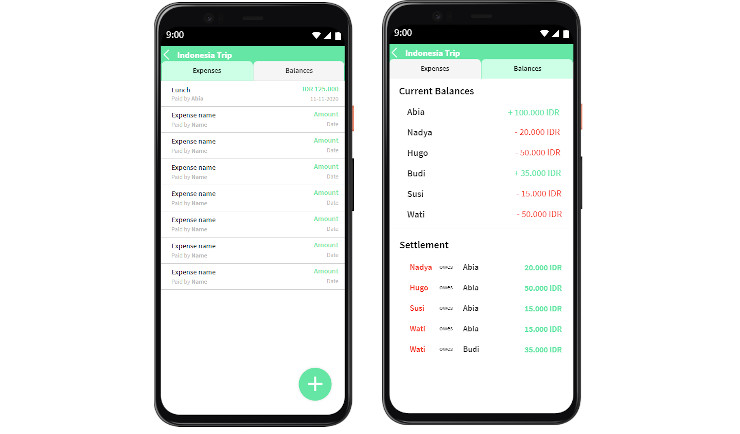 9:00
Indonesia Trip
Expenses
Balances
Lunch
IDR 125.000
Paid by Abia
11-11-2020
Expense name
Amount
Paid by Name
Date
Expense name
Amount
Paid by Name
Date
Expense name
Amount
Paid by Name
Date
Expense name
Amount
Paid by Name
Date
Expense name
Amount
Paid by Name
Date
Expense name
Amount
Paid by Name
Date
Expense name
Amount
Paid by Name
Date
9:00
Indonesia Trip
Expenses
Balances
Current Balances
Abia + 100.000 IDR
Nadya - 20.000 IDR
Hugo - 50.000 IDR
Budi + 35.000 IDR
Susi - 15.000 IDR
Wati - 50.000 IDR
Settlement
Nadya owes Abia 20.000 IDR
Hugo owes Abia 50.000 IDR
Susi owes Abia 15.000 IDR
Wati owes Abia 15.000 IDR
Wati owes Budi 35.000 IDR